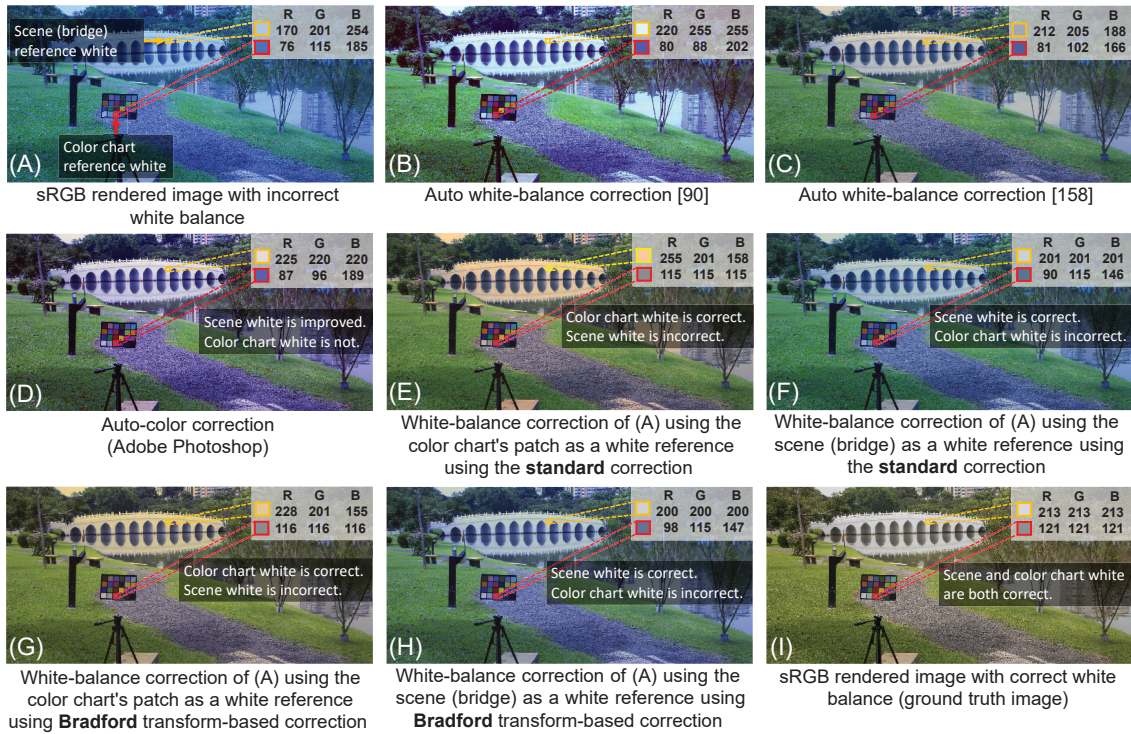 Scene (bridge)
reference white
R G B
170 201 254
76 115 185
Color chart
reference white
(A)
sRGB rendered image with incorrect
white balance
R G B
220 255 255
80 88 202
(B)
Auto white-balance correction [90]
R G B
212 205 188
81 102 166
(C)
Auto white-balance correction [158]
R G B
225 220 220
87 96 189
Scene white is improved.
Color chart white is not.
(D)
Auto-color correction
(Adobe Photoshop)
R G B
255 201 158
115 115 115
Color chart white is correct.
Scene white is incorrect.
(E)
White-balance correction of (A) using the
color chart's patch as a white reference
using the standard correction
R G B
201 201 201
90 115 146
Scene white is correct.
Color chart white is incorrect.
(F)
White-balance correction of (A) using the
scene (bridge) as a white reference using
the standard correction
R G B
228 201 155
116 116 116
Color chart white is correct.
Scene white is incorrect.
(G)
White-balance correction of (A) using the
color chart's patch as a white reference
using Bradford transform-based correction
R G B
200 200 200
98 115 147
Scene white is correct.
Color chart white is incorrect.
(H)
White-balance correction of (A) using the
scene (bridge) as a white reference using
Bradford transform-based correction
R G B
213 213 213
121 121 121
Scene and color chart white
are both correct.
(I)
sRGB rendered image with correct white
balance (ground truth image)